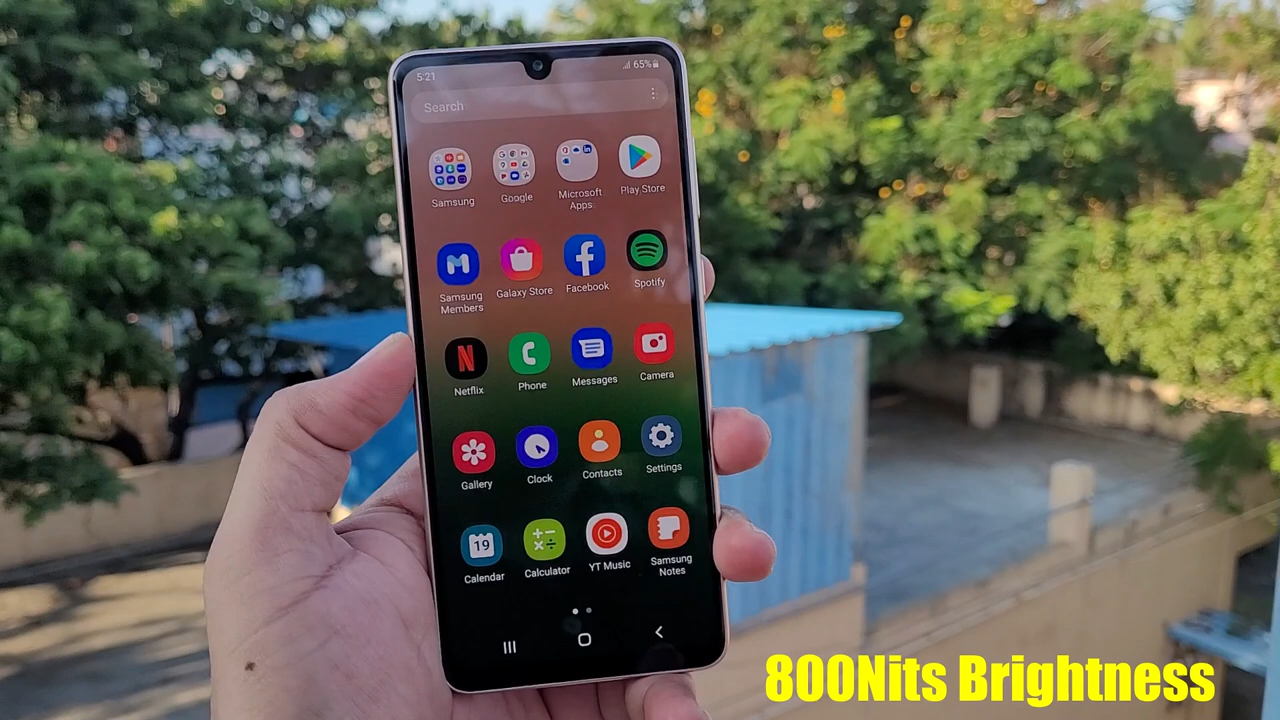 5:21
65%
Search
Samsung
Google
Microsoft
Apps
Play Store
Samsung
Members
Galaxy Store
Facebook
Spotify
N
Netflix
Phone
Messages
Camera
Gallery
Clock
Contacts
Settings
19
Calendar
Calculator
YT Music
Samsung
Notes
800Nits Brightness